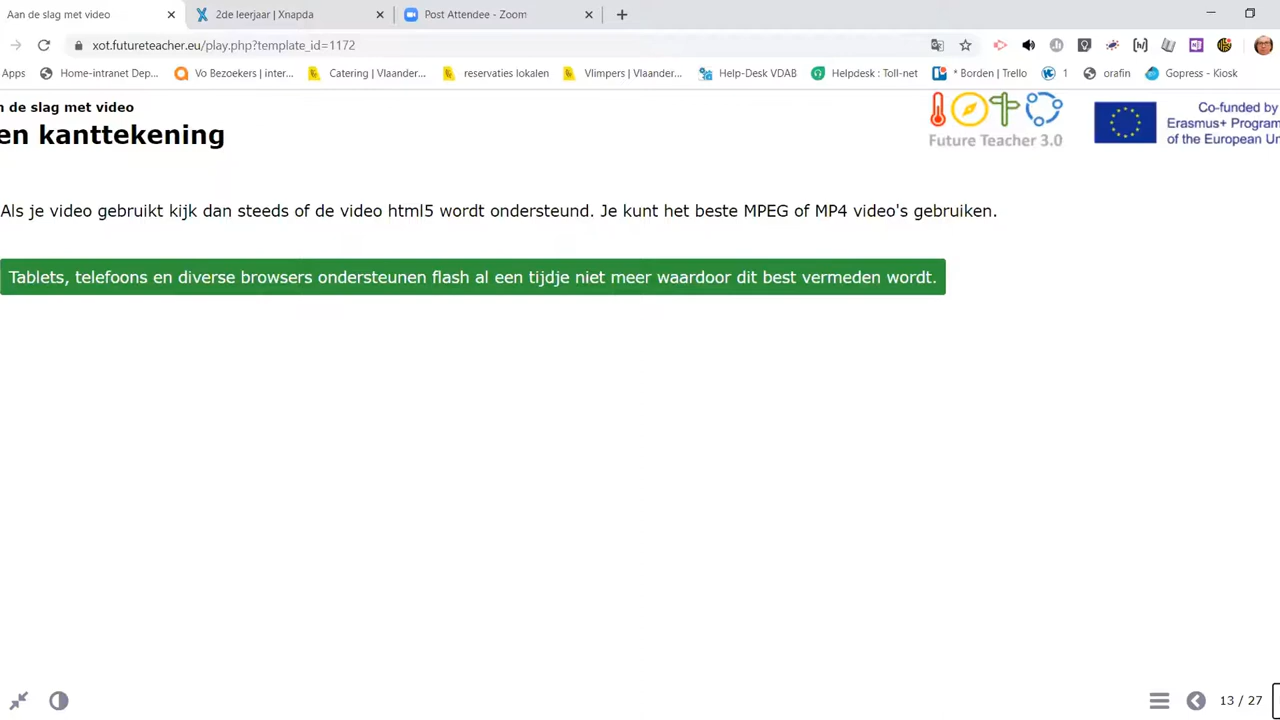 Aan de slag met video
2de leerjaar | Xnapda
Post Attendee - Zoom
xot.futureteacher.eu/play.php?template_id=1172
Apps
Home-intranet Dep...
Vo Bezoekers | inter...
Catering | Vlaander...
reservaties lokalen
Vlimpers | Vlaander...
Help-Desk VDAB
Helpdesk : Toll-net
* Borden | Trello
1
orafin
Gopress - Kiosk
n de slag met video
en kanttekening
Future Teacher 3.0
Co-funded by
Erasmus+ Program
of the European Un
Als je video gebruikt kijk dan steeds of de video html5 wordt ondersteund. Je kunt het beste MPEG of MP4 video's gebruiken.
Tablets, telefoons en diverse browsers ondersteunen flash al een tijdje niet meer waardoor dit best vermeden wordt.
13 / 27